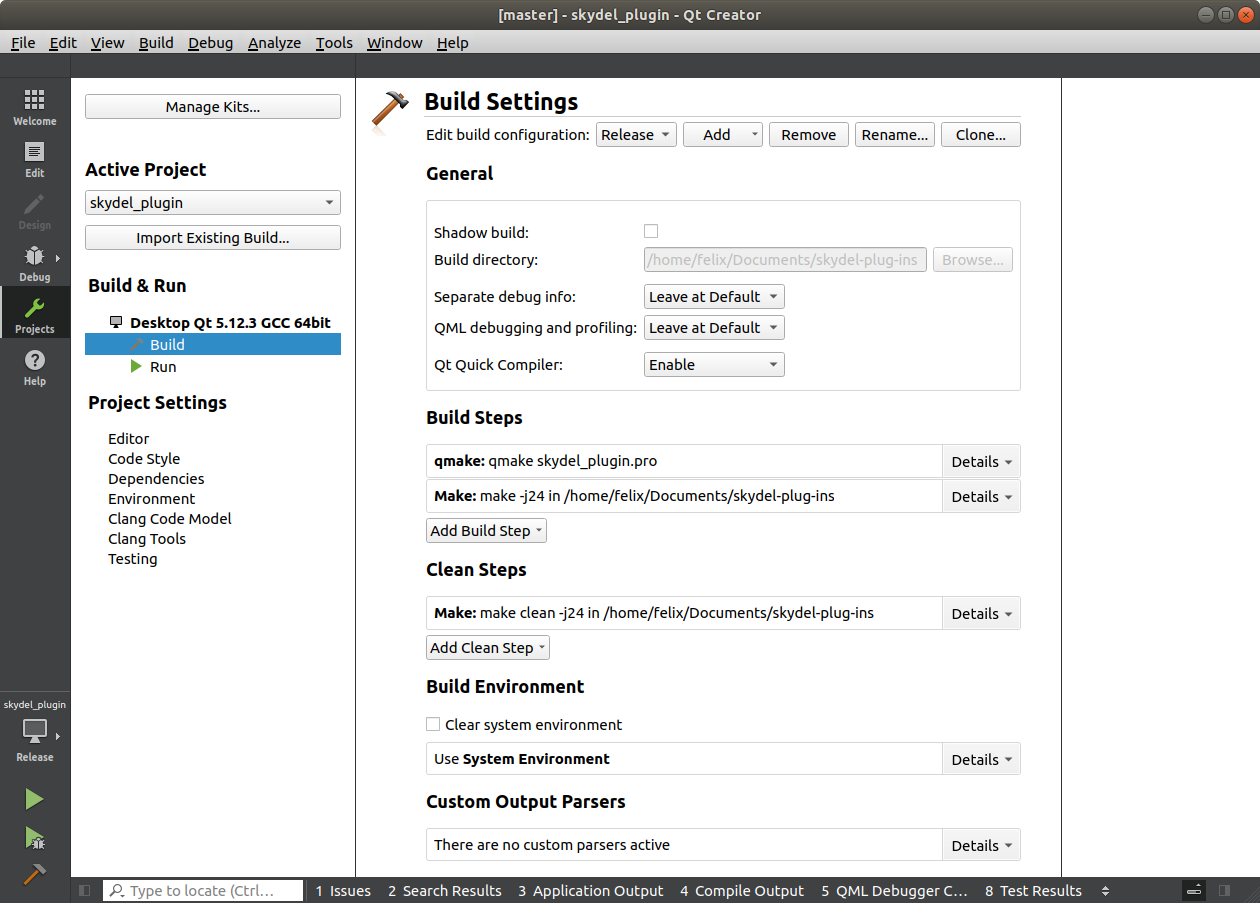 [master] - skydel_plugin - Qt Creator
File Edit View Build Debug Analyze Tools Window Help
Welcome
Edit
Design
Debug
Projects
Help
skydel_plugin
Release
Manage Kits...
Active Project
skydel_plugin
Import Existing Build...
Build & Run
Desktop Qt 5.12.3 GCC 64bit
Build
Run
Project Settings
Editor
Code Style
Dependencies
Environment
Clang Code Model
Clang Tools
Testing
Build Settings
Edit build configuration: Release Add Remove Rename... Clone...
General
Shadow build:
Build directory: /home/felix/Documents/skydel-plug-ins Browse...
Separate debug info: Leave at Default
QML debugging and profiling: Leave at Default
Qt Quick Compiler: Enable
Build Steps
qmake: qmake skydel_plugin.pro Details
Make: make -j24 in /home/felix/Documents/skydel-plug-ins Details
Add Build Step
Clean Steps
Make: make clean -j24 in /home/felix/Documents/skydel-plug-ins Details
Add Clean Step
Build Environment
Clear system environment
Use System Environment Details
Custom Output Parsers
There are no custom parsers active Details
Type to locate (Ctrl... 1 Issues 2 Search Results 3 Application Output 4 Compile Output 5 QML Debugger C... 8 Test Results